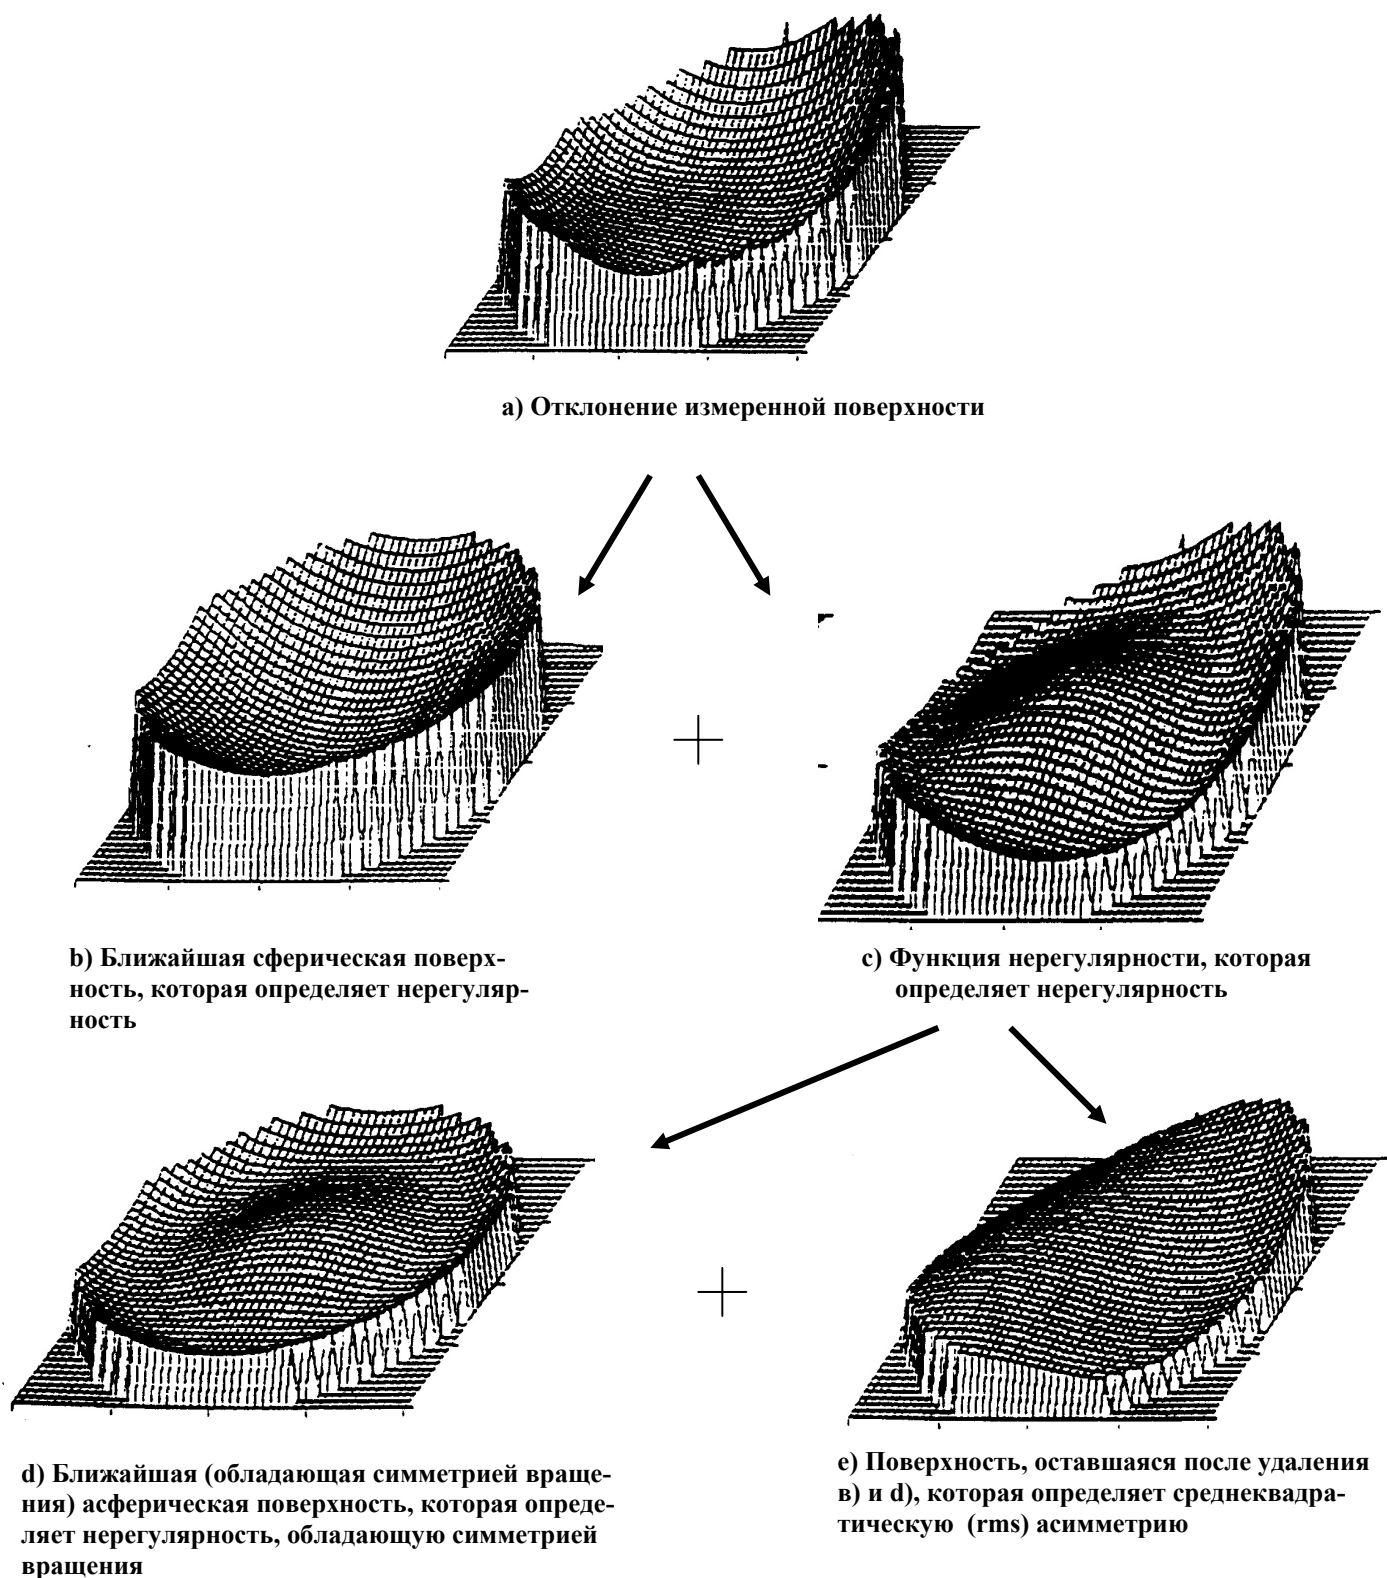 a) Отклонение измеренной поверхности
b) Ближайшая сферическая поверх-
ность, которая определяет нерегуляр-
ность
c) Функция нерегулярности, которая
определяет нерегулярность
d) Ближайшая (обладающая симметрией враще-
ния) асферическая поверхность, которая опреде-
ляет нерегулярность, обладающую симметрией
вращения
e) Поверхность, оставшаяся после удаления
в) и d), которая определяет среднеквадра-
тическую (rms) асимметрию